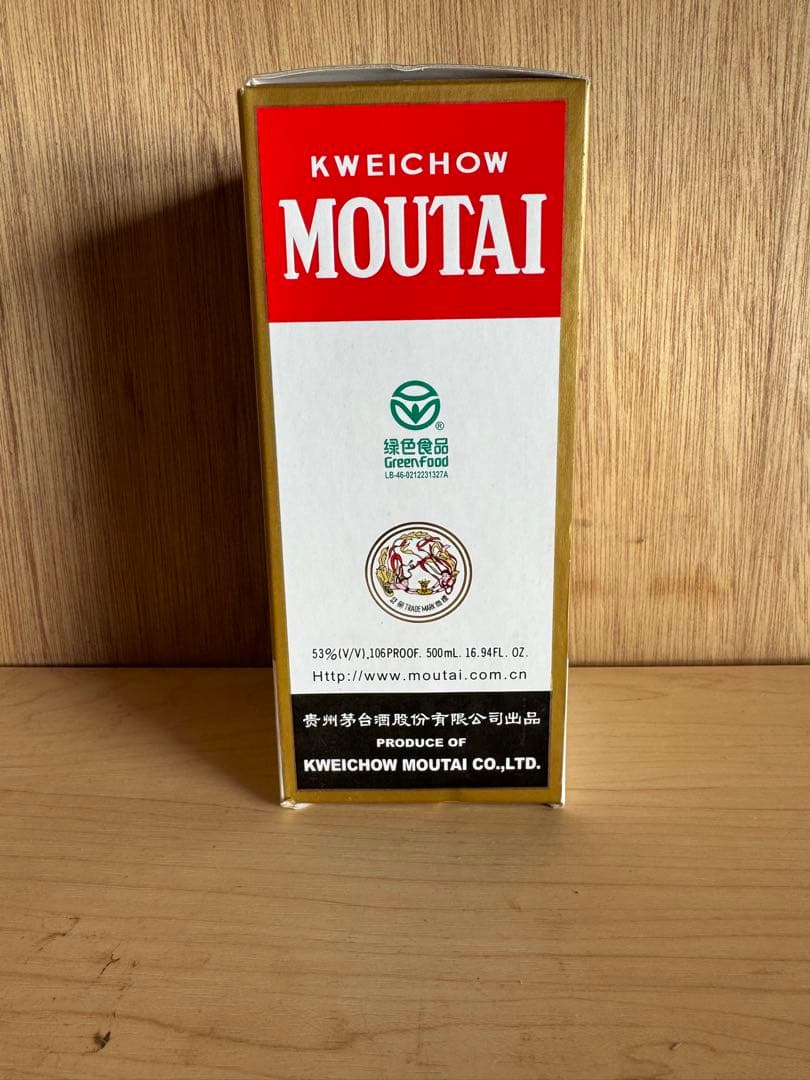 KWEICHOW
MOUTAI
®
绿色食品
GreenFood
LB-46-0212231327A
TRADE MARK
53%(V/V).106PROOF. 500mL. 16.94FL. OZ.
Http://www.moutai.com.cn
贵州茅台酒股份有限公司出品
PRODUCE OF
KWEICHOW MOUTAI CO.,LTD.